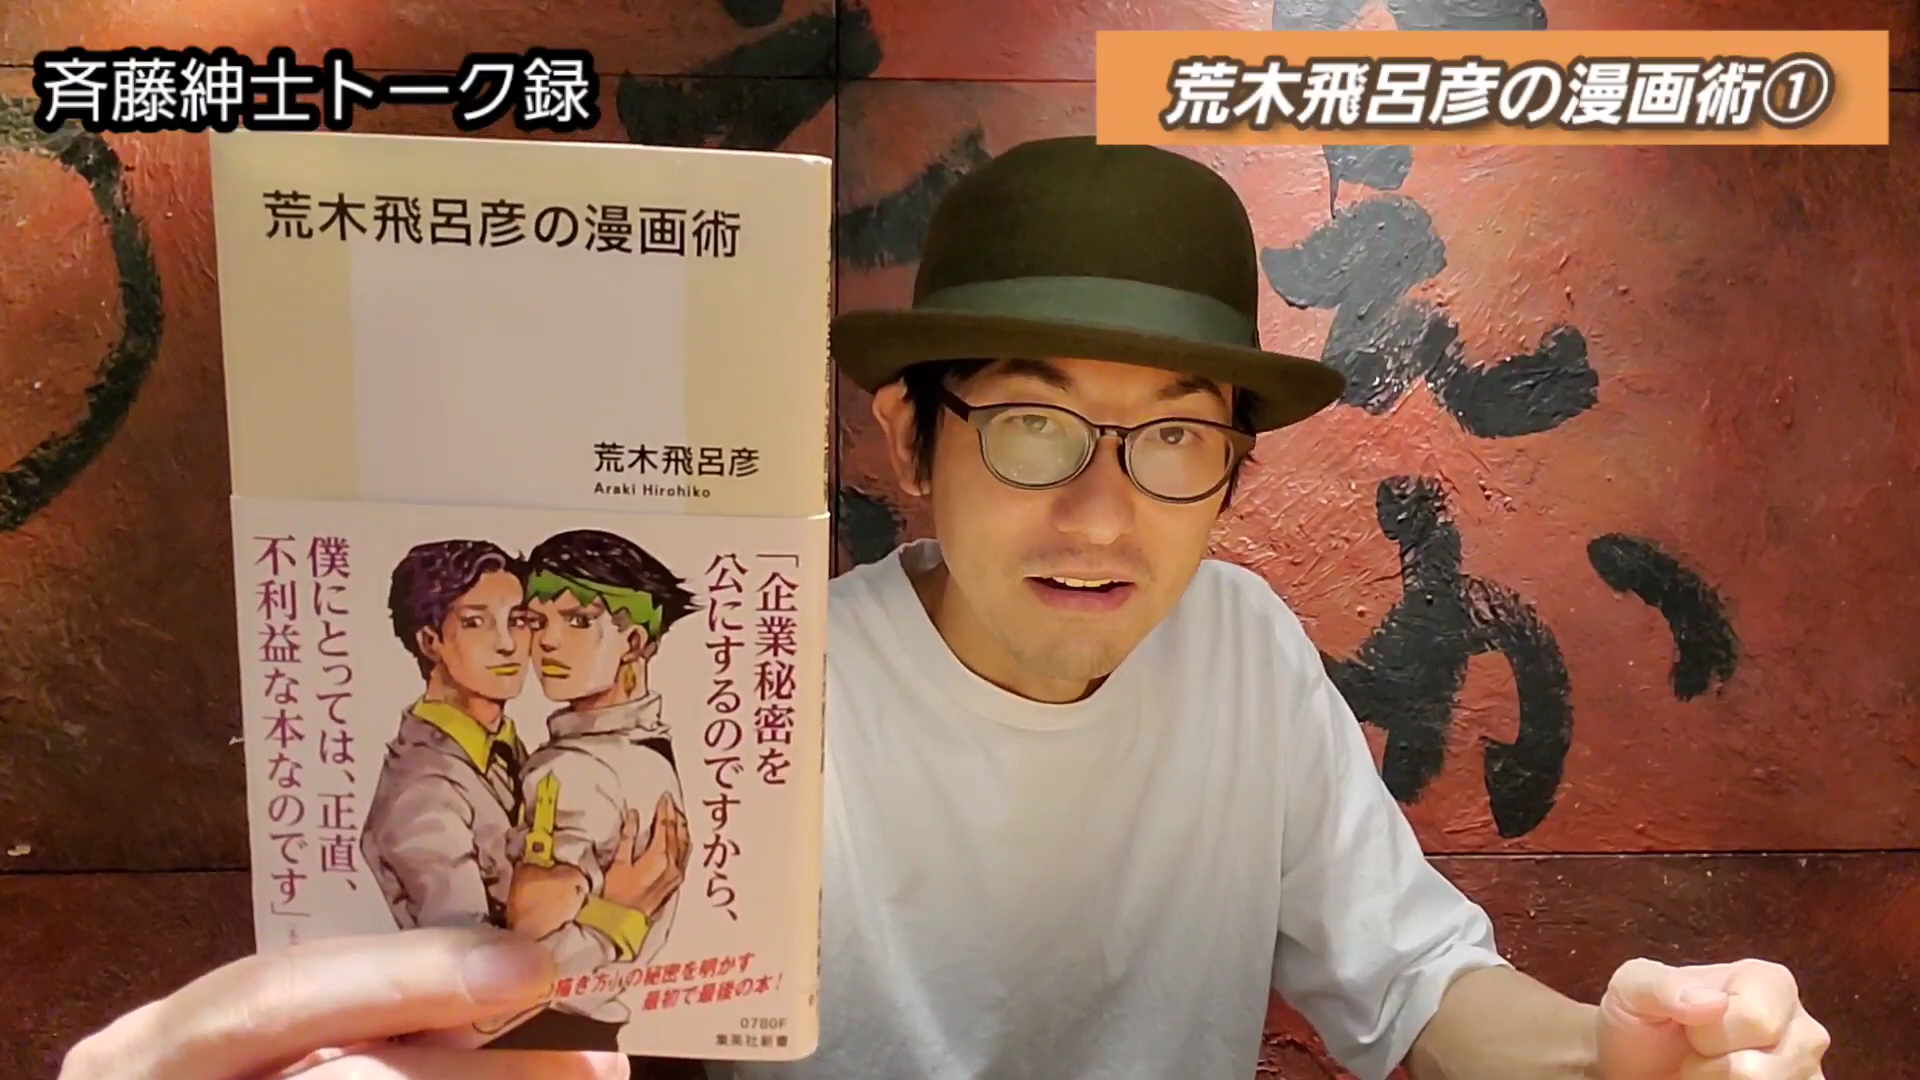 斉藤紳士トーク録
荒木飛呂彦の漫画術①
荒木飛呂彦の漫画術
荒木飛呂彦
Araki Hirohiko
「企業秘密を
公にするのですから、
僕にとっては、正直、
不利益な本なのです」
描き方』の秘密を明かす
最初で最後の本!
0780F
集英社新書
か